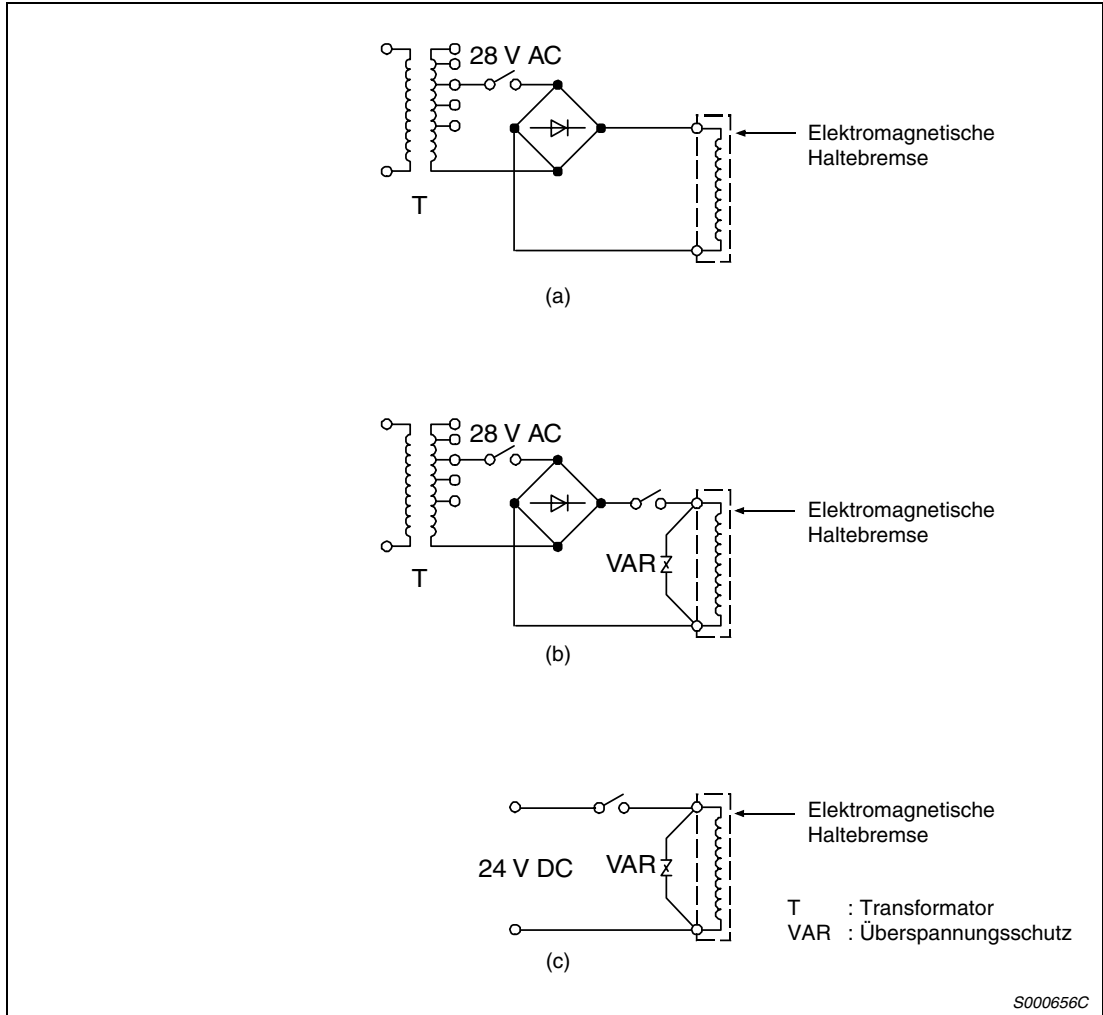 28 V AC
Elektromagnetische
Haltebremse
T
(a)
28 V AC
Elektromagnetische
Haltebremse
VAR
T
(b)
Elektromagnetische
Haltebremse
24 V DC
VAR
T : Transformator
VAR : Überspannungsschutz
(c)
S000656C